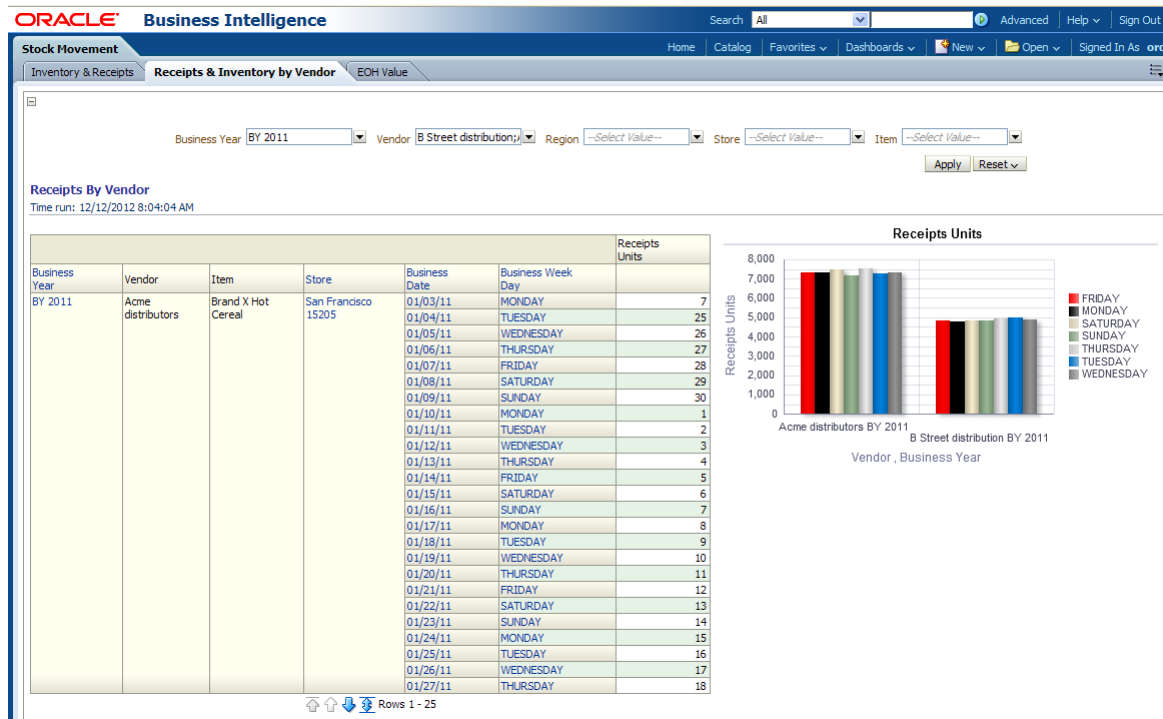 ORACLE Business Intelligence Search All Advanced Help Sign Out
Stock Movement Home Catalog Favorites Dashboards New Open Signed In As
Inventory & Receipts Receipts & Inventory by Vendor EOH Value
Business Year BY 2011 Vendor B Street distribution; Region --Select Value-- Store --Select Value-- Item --Select Value--
Apply Reset
Receipts By Vendor
Time run: 12/12/2012 8:04:04 AM
Receipts Units
Business Year Vendor Item Store Business Date Business Week Day
BY 2011 Acme distributors Brand X Hot Cereal San Francisco 15205 01/03/11 MONDAY 7
01/04/11 TUESDAY 25
01/05/11 WEDNESDAY 26
01/06/11 THURSDAY 27
01/07/11 FRIDAY 28
01/08/11 SATURDAY 29
01/09/11 SUNDAY 30
01/10/11 MONDAY 1
01/11/11 TUESDAY 2
01/12/11 WEDNESDAY 3
01/13/11 THURSDAY 4
01/14/11 FRIDAY 5
01/15/11 SATURDAY 6
01/16/11 SUNDAY 7
01/17/11 MONDAY 8
01/18/11 TUESDAY 9
01/19/11 WEDNESDAY 10
01/20/11 THURSDAY 11
01/21/11 FRIDAY 12
01/22/11 SATURDAY 13
01/23/11 SUNDAY 14
01/24/11 MONDAY 15
01/25/11 TUESDAY 16
01/26/11 WEDNESDAY 17
01/27/11 THURSDAY 18
Rows 1 - 25
Receipts Units
Receipts Units
8,000
7,000
6,000
5,000
4,000
3,000
2,000
1,000
0
Acme distributors BY 2011
B Street distribution BY 2011
Vendor , Business Year
FRIDAY
MONDAY
SATURDAY
SUNDAY
THURSDAY
TUESDAY
WEDNESDAY